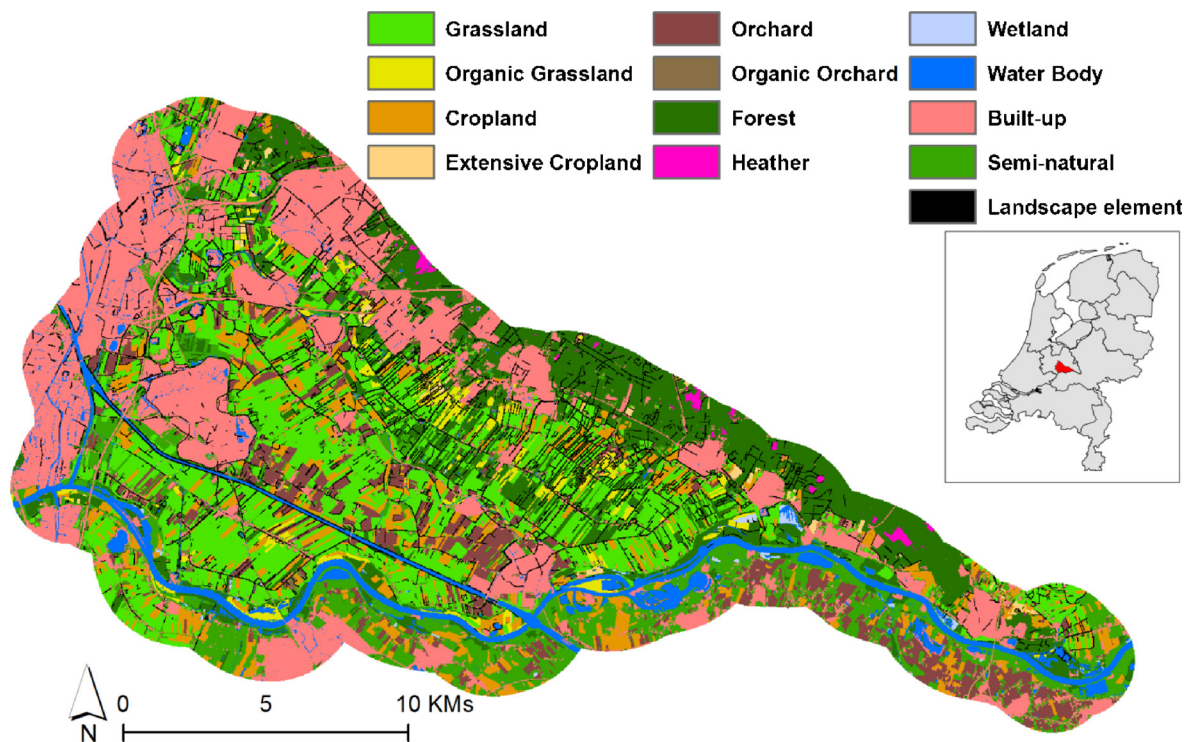 Grassland
Organic Grassland
Cropland
Extensive Cropland
Orchard
Organic Orchard
Forest
Heather
Wetland
Water Body
Built-up
Semi-natural
Landscape element
N
0 5 10 KMs